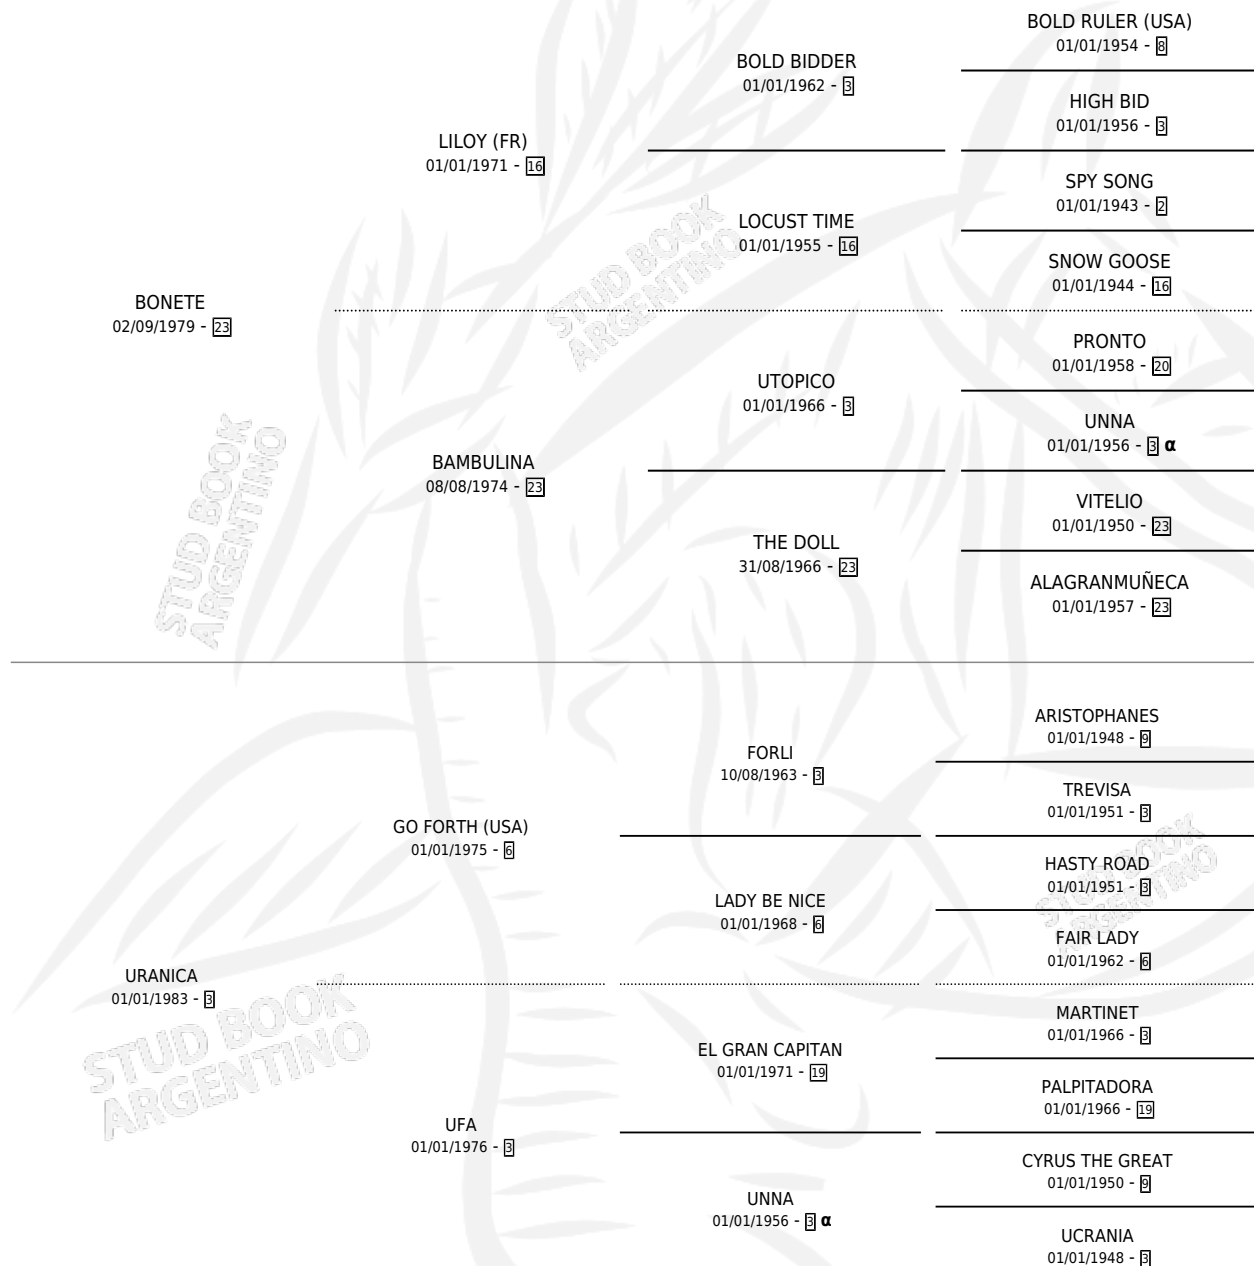 BOLD RULER (USA)
01/01/1954 - 8
BOLD BIDDER
01/01/1962 - 3
HIGH BID
01/01/1956 - 3
LILOY (FR)
01/01/1971 - 16
SPY SONG
01/01/1943 - 2
LOCUST TIME
01/01/1955 - 16
SNOW GOOSE
01/01/1944 - 16
STUD BOOK
ARGENTINO
BONETE
02/09/1979 - 23
PRONTO
01/01/1958 - 20
UTOPICO
01/01/1966 - 3
UNNA
01/01/1956 - 3 α
BAMBULINA
08/08/1974 - 23
VITELIO
01/01/1950 - 23
THE DOLL
31/08/1966 - 23
ALAGRANMUÑECA
01/01/1957 - 23
STUD BOOK
ARGENTINO
ARISTOPHANES
01/01/1948 - 9
FORLI
10/08/1963 - 3
TREVISA
01/01/1951 - 3
GO FORTH (USA)
01/01/1975 - 6
HASTY ROAD
01/01/1951 - 3
LADY BE NICE
01/01/1968 - 6
STUD BOOK
ARGENTINO
FAIR LADY
01/01/1962 - 6
URANICA
01/01/1983 - 3
MARTINET
01/01/1966 - 3
EL GRAN CAPITAN
01/01/1971 - 19
STUD BOOK
ARGENTINO
PALPITADORA
01/01/1966 - 19
UFA
01/01/1976 - 3
CYRUS THE GREAT
01/01/1950 - 9
UNNA
01/01/1956 - 3 α
UCRANIA
01/01/1948 - 3